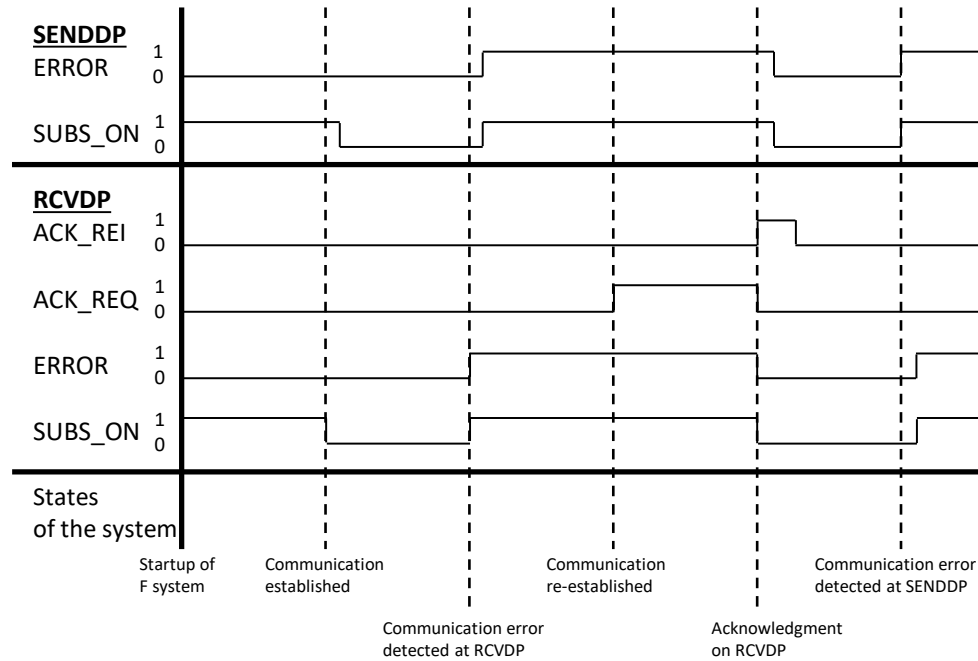 SENDDP
ERROR
1
0
SUBS_ON
1
0
RCVDP
ACK_REI
1
0
ACK_REQ
1
0
ERROR
1
0
SUBS_ON
1
0
States
of the system
Startup of
F system
Communication
established
Communication
re-established
Communication error
detected at SENDDP
Communication error
detected at RCVDP
Acknowledgment
on RCVDP